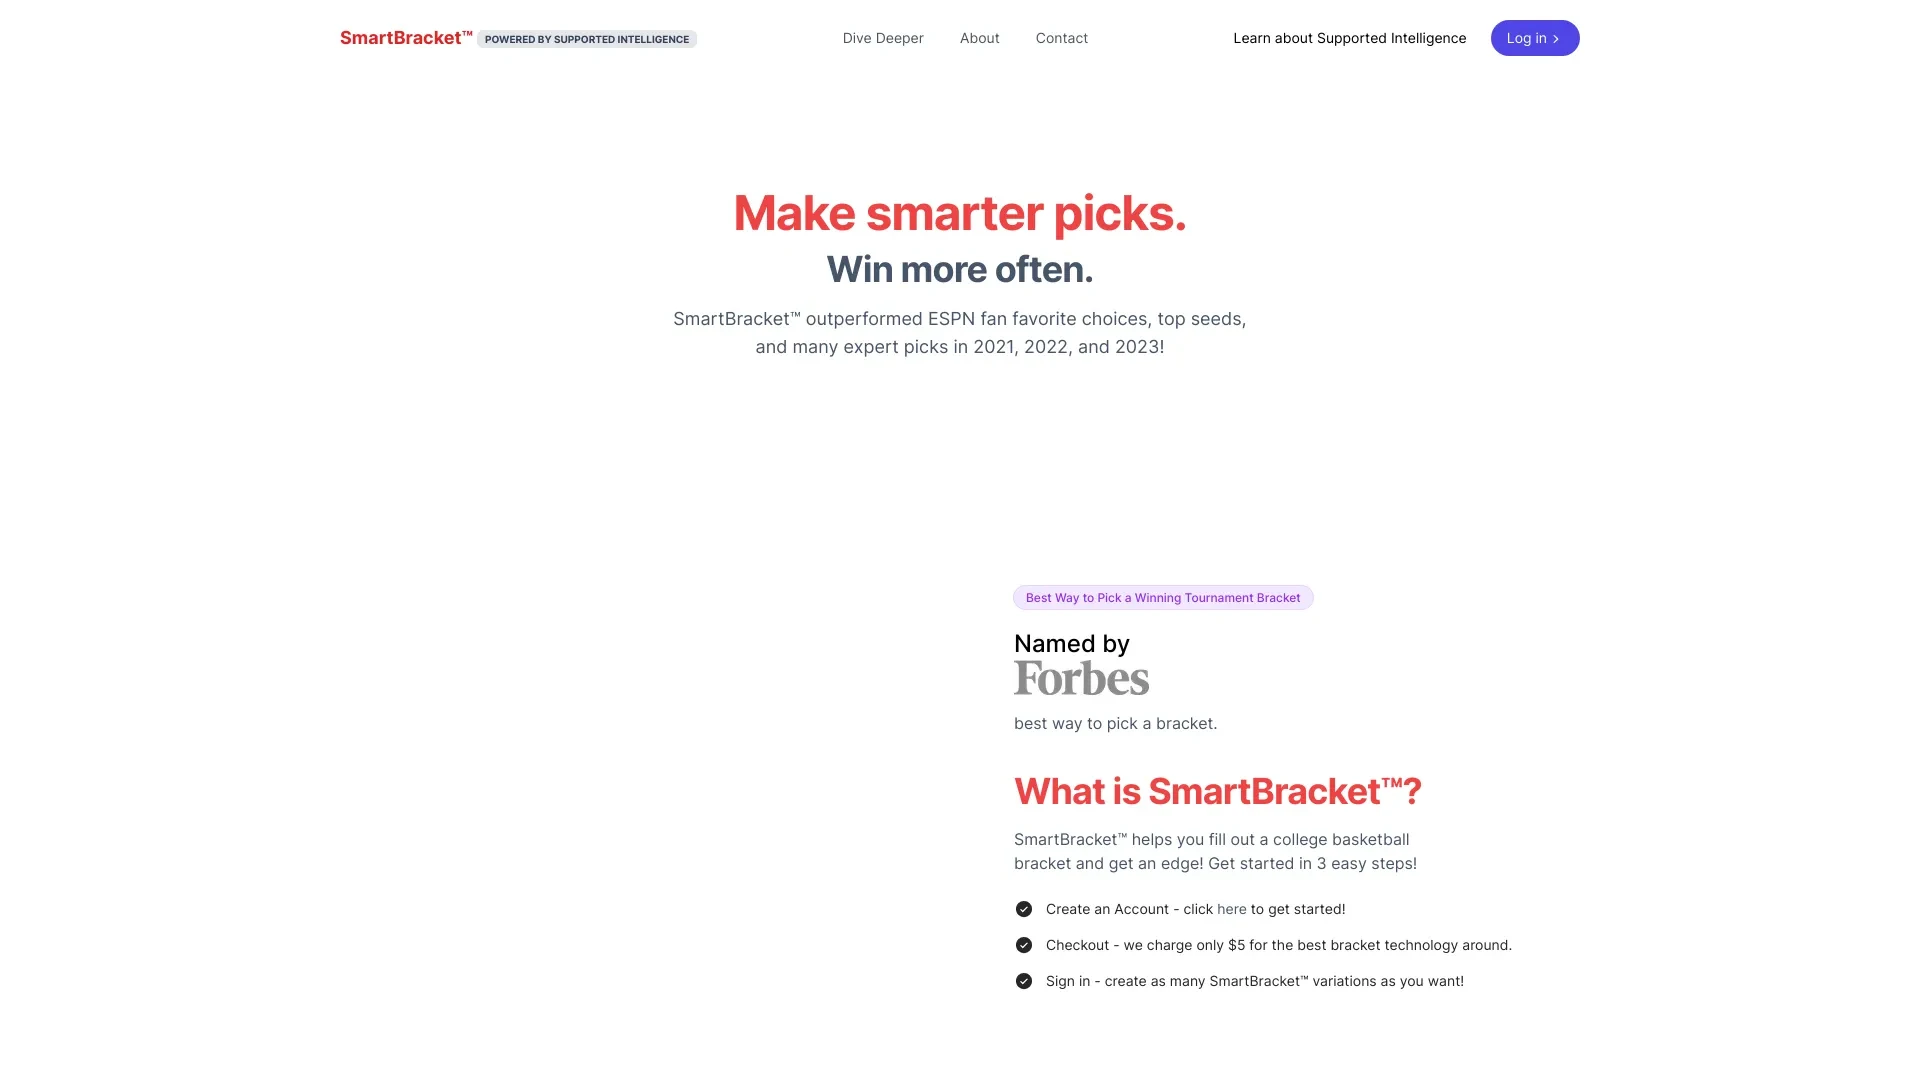 SmartBracket™ POWERED BY SUPPORTED INTELLIGENCE
Dive Deeper
About
Contact
Learn about Supported Intelligence
Log in
Make smarter picks.
Win more often.
SmartBracket™ outperformed ESPN fan favorite choices, top seeds,
and many expert picks in 2021, 2022, and 2023!
Best Way to Pick a Winning Tournament Bracket
Named by
Forbes
best way to pick a bracket.
What is SmartBracket™?
SmartBracket™ helps you fill out a college basketball
bracket and get an edge! Get started in 3 easy steps!
Create an Account - click here to get started!
Checkout - we charge only $5 for the best bracket technology around.
Sign in - create as many SmartBracket™ variations as you want!